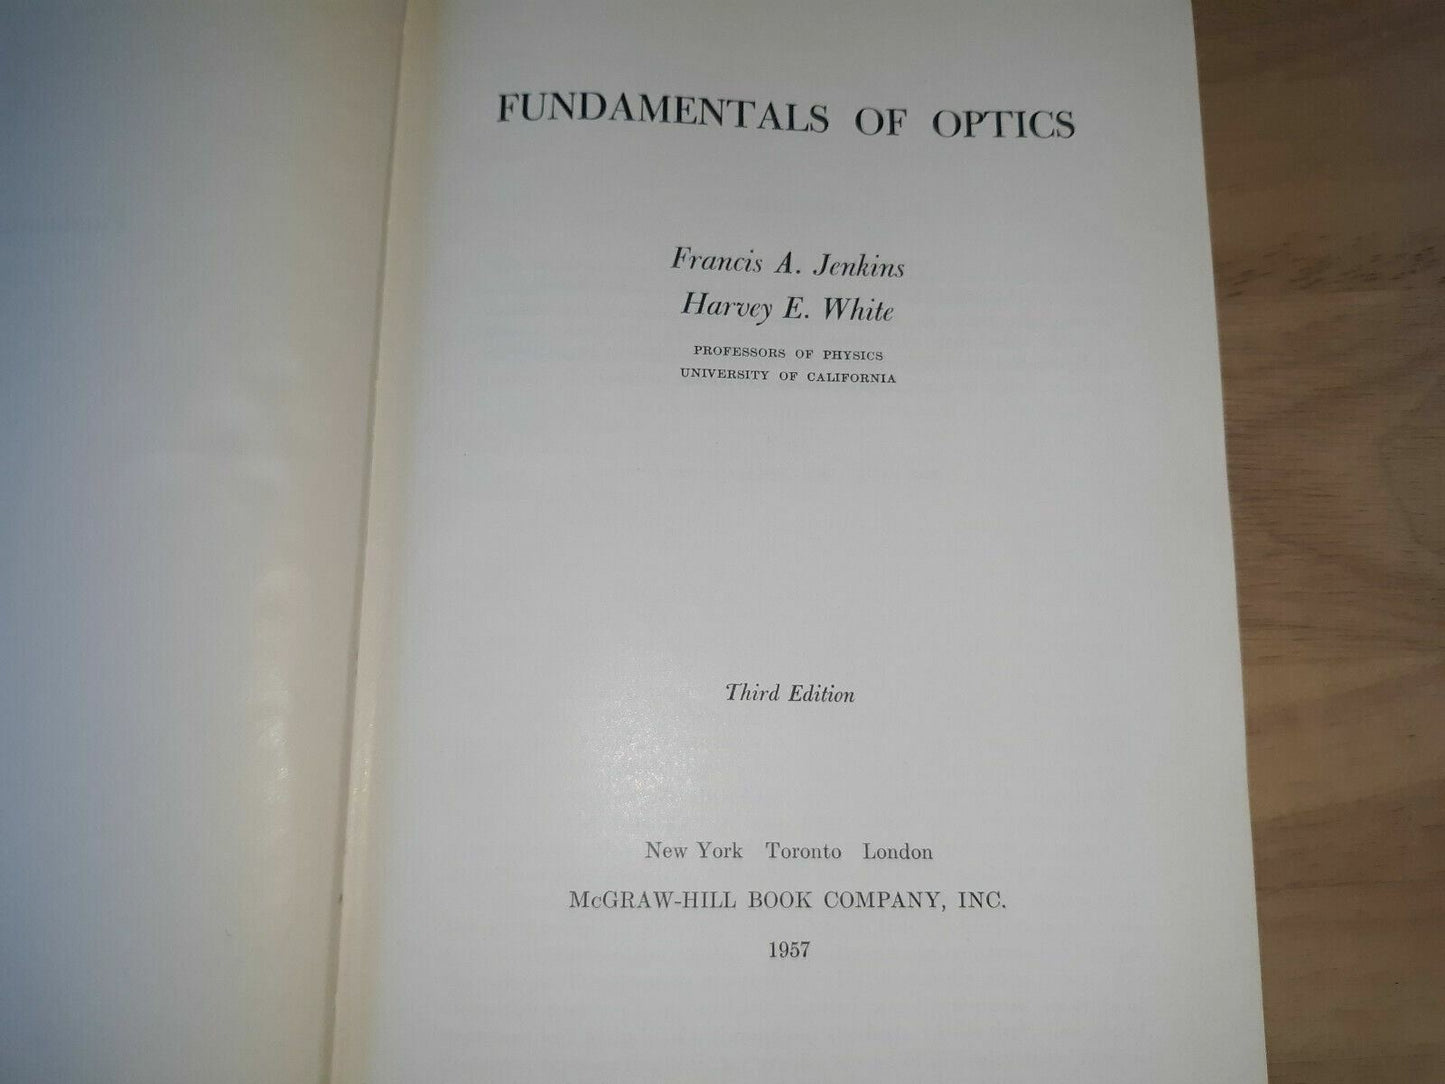 FUNDAMENTALS OF OPTICS
Francis A. Jenkins
Harvey E. White
PROFESSORS OF PHYSICS
UNIVERSITY OF CALIFORNIA
Third Edition
New York Toronto London
McGRAW-HILL BOOK COMPANY, INC.
1957